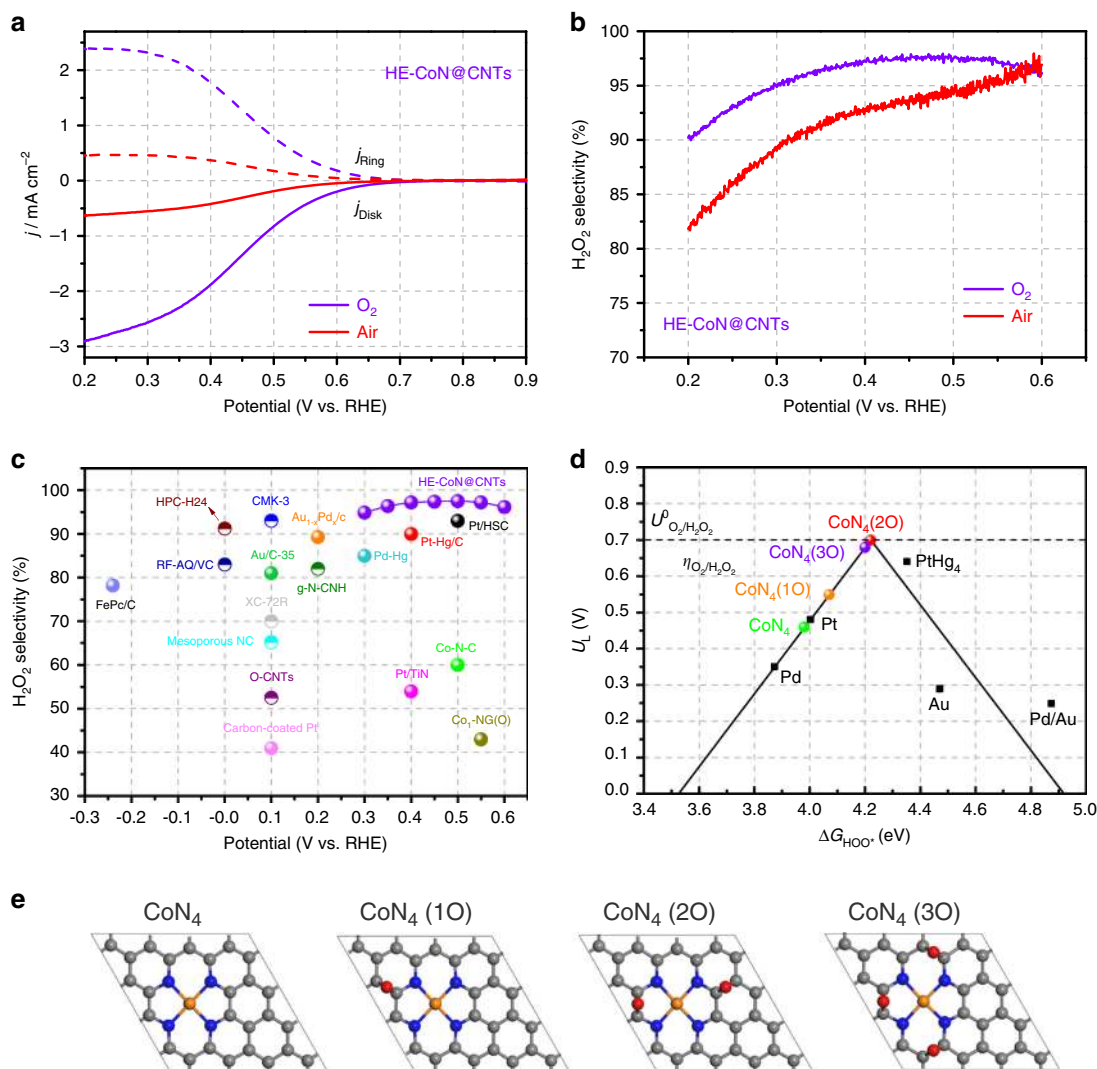 a
j / mA cm⁻²
2
1
0
–1
–2
–3
HE-CoN@CNTs
jRing
jDisk
O₂
Air
0.2 0.3 0.4 0.5 0.6 0.7 0.8 0.9
Potential (V vs. RHE)
b
H₂O₂ selectivity (%)
100
95
90
85
80
75
70
O₂
Air
HE-CoN@CNTs
0.2 0.3 0.4 0.5 0.6
Potential (V vs. RHE)
c
H₂O₂ selectivity (%)
100
90
80
70
60
50
40
30
HPC-H24
CMK-3
HE-CoN@CNTs
Au₁₋ₓPdₓ/c
Pt/HSC
Pt-Hg/C
RF-AQ/VC
Au/C-35
Pd-Hg
g-N-CNH
FePc/C
XC-72R
Mesoporous NC
Co-N-C
O-CNTs
Pt/TiN
Carbon-coated Pt
Co₁-NG(O)
-0.3 -0.2 -0.1 -0.0 0.1 0.2 0.3 0.4 0.5 0.6
Potential (V vs. RHE)
d
U_L (V)
0.9
0.8
0.7
0.6
0.5
0.4
0.3
0.2
0.1
0.0
U⁰O₂/H₂O₂
CoN₄(2O)
CoN₄(3O)
PtHg₄
ηO₂/H₂O₂
CoN₄(1O)
CoN₄
Pt
Pd
Au
Pd/Au
3.4 3.6 3.8 4.0 4.2 4.4 4.6 4.8 5.0
ΔG_HOO* (eV)
e
CoN₄
CoN₄ (1O)
CoN₄ (2O)
CoN₄ (3O)